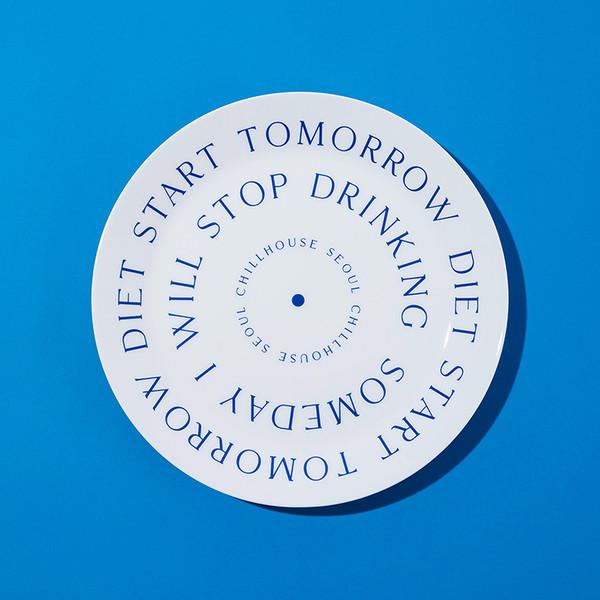 DIET START TOMORROW DIET START TOMORROW
I WILL STOP DRINKING SOMEDAY
CHILLHOUSE SEOUL CHILLHOUSE SEOUL